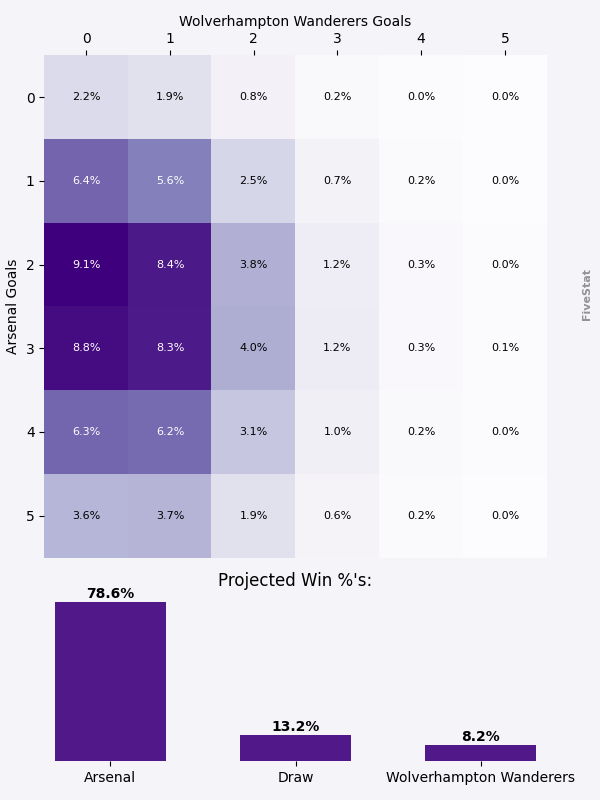 Wolverhampton Wanderers Goals
0 1 2 3 4 5
0 2.2% 1.9% 0.8% 0.2% 0.0% 0.0%
1 6.4% 5.6% 2.5% 0.7% 0.2% 0.0%
2 9.1% 8.4% 3.8% 1.2% 0.3% 0.0%
3 8.8% 8.3% 4.0% 1.2% 0.3% 0.1%
4 6.3% 6.2% 3.1% 1.0% 0.2% 0.0%
5 3.6% 3.7% 1.9% 0.6% 0.2% 0.0%
Arsenal Goals
FiveStat
Projected Win %'s:
78.6% 13.2% 8.2%
Arsenal Draw Wolverhampton Wanderers